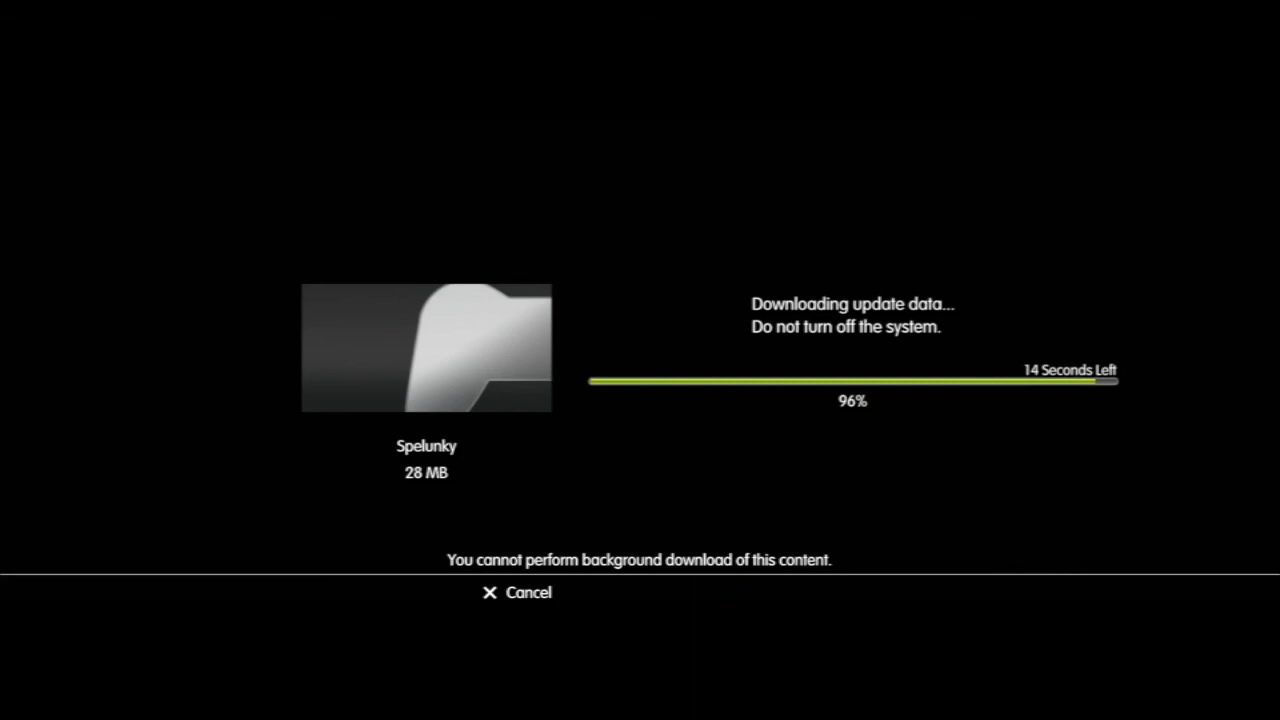 Downloading update data...
Do not turn off the system.
14 Seconds Left
96%
Spelunky
28 MB
You cannot perform background download of this content.
✕ Cancel